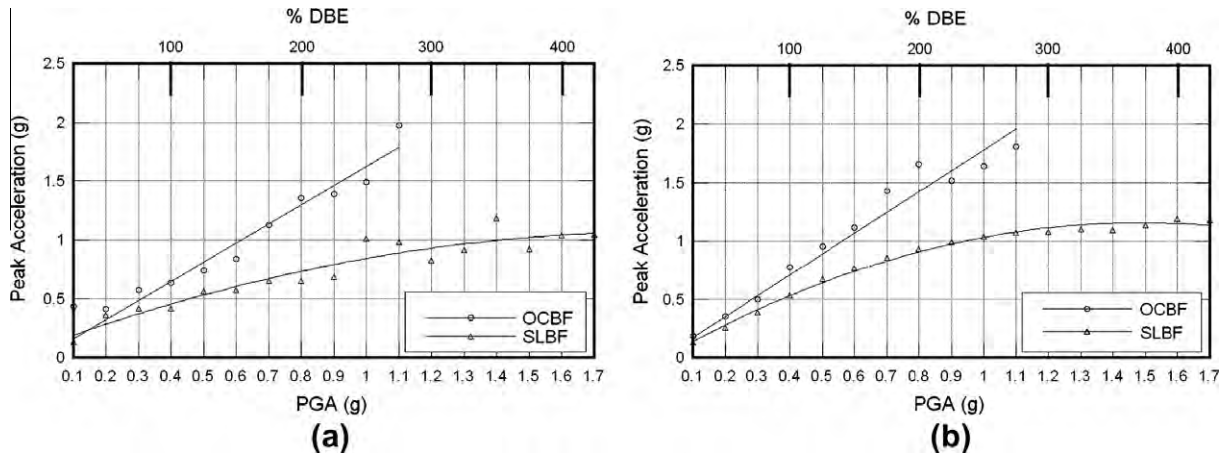 % DBE
100 200 300 400
2.5
2
1.5
1
0.5
0
Peak Acceleration (g)
OCBF
SLBF
0.1 0.2 0.3 0.4 0.5 0.6 0.7 0.8 0.9 1 1.1 1.2 1.3 1.4 1.5 1.6 1.7
PGA (g)
(a)
% DBE
100 200 300 400
2.5
2
1.5
1
0.5
0
Peak Acceleration (g)
OCBF
SLBF
0.1 0.2 0.3 0.4 0.5 0.6 0.7 0.8 0.9 1 1.1 1.2 1.3 1.4 1.5 1.6 1.7
PGA (g)
(b)